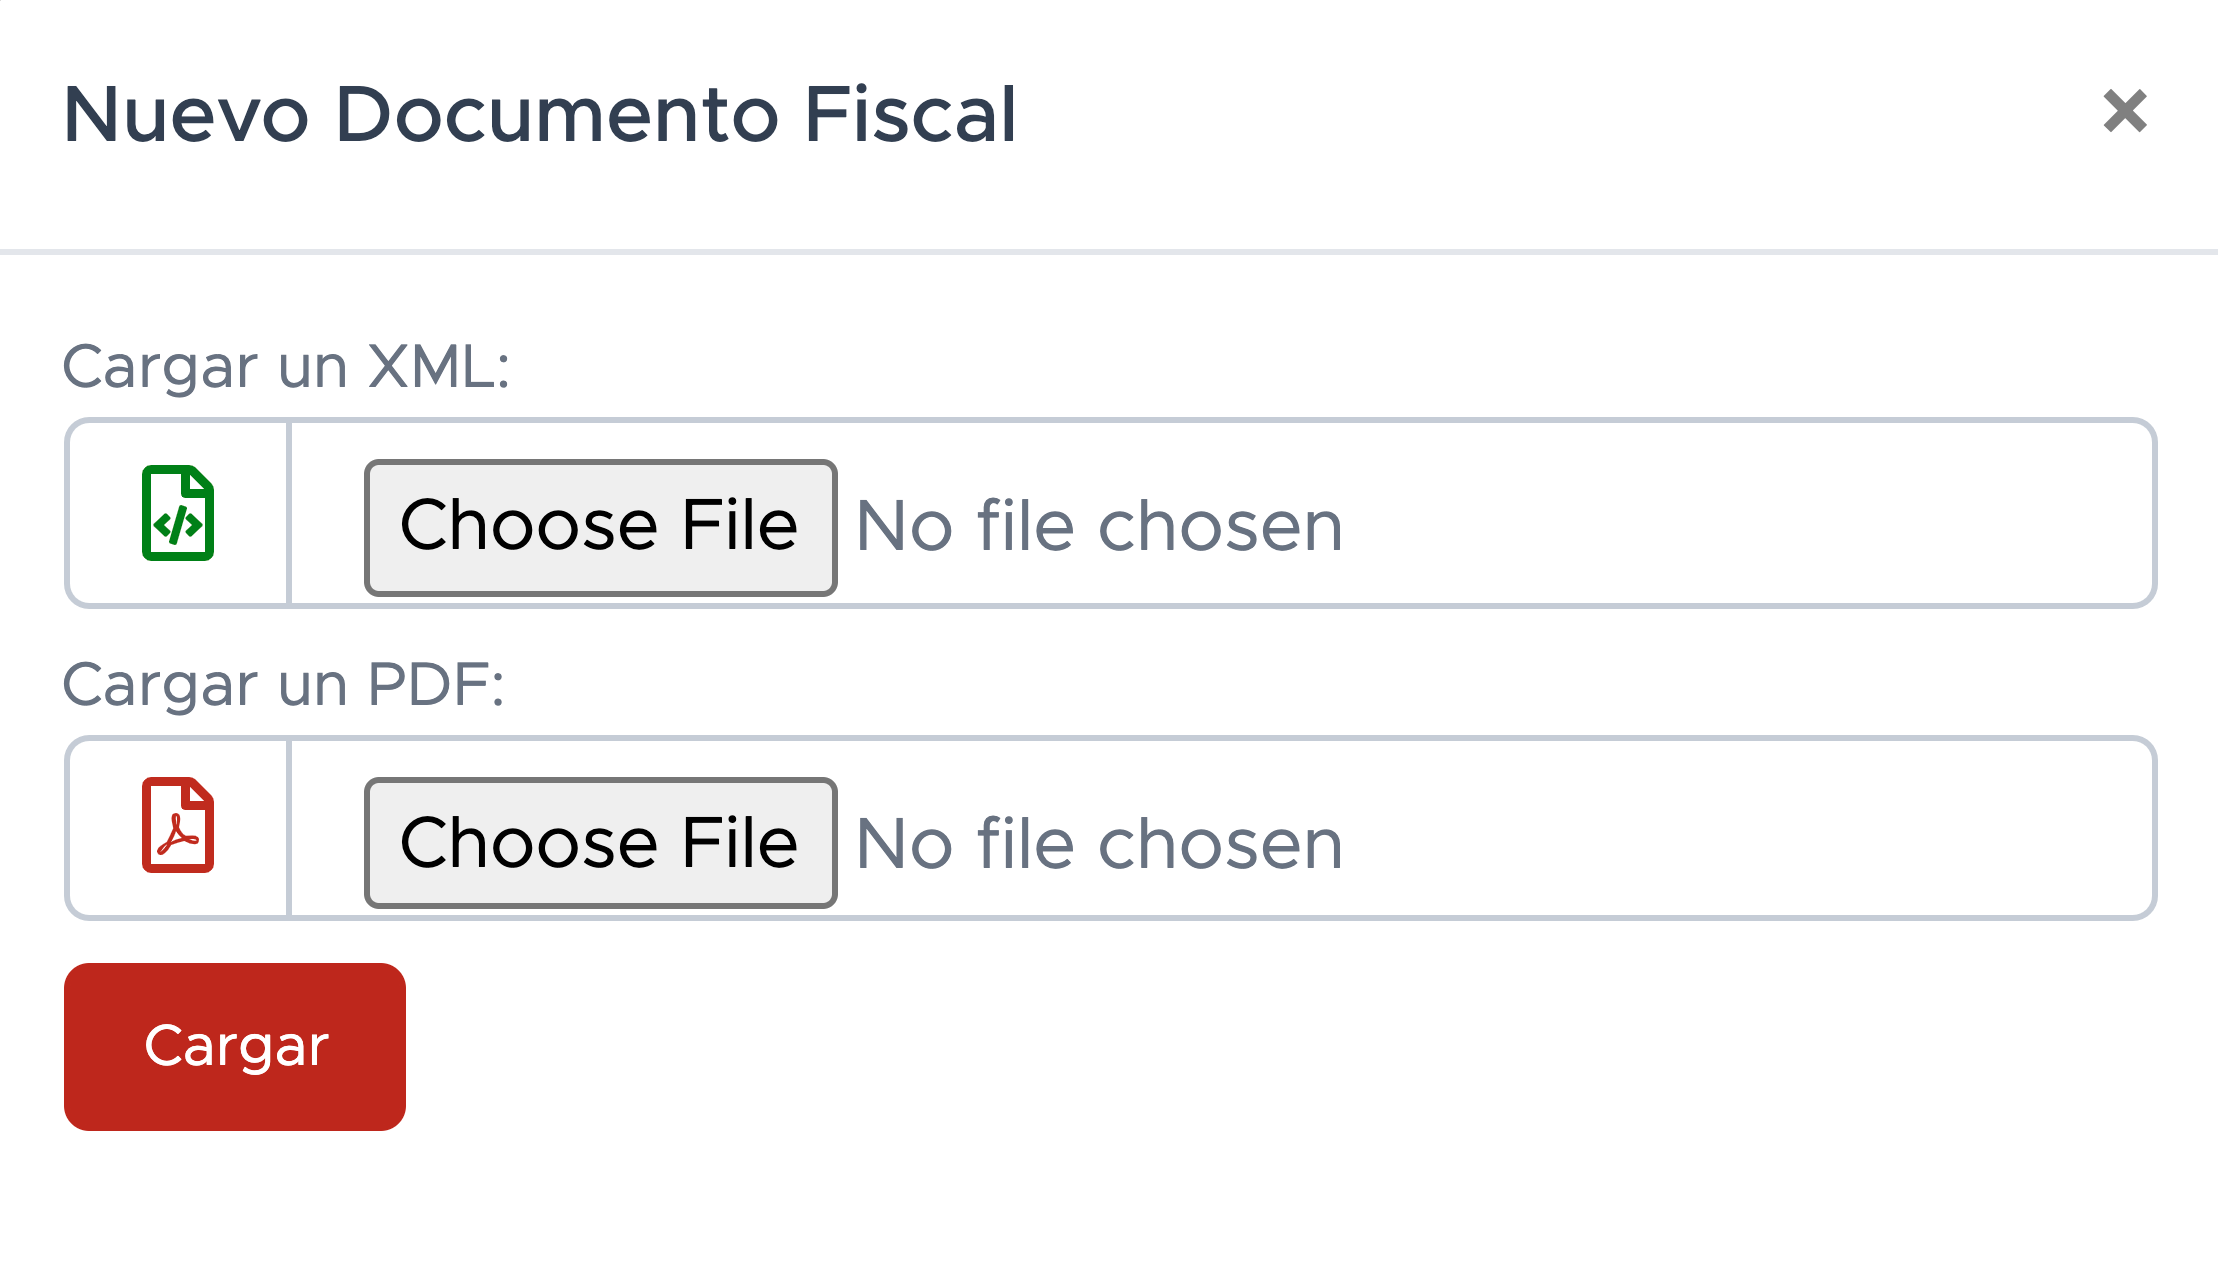 Nuevo Documento Fiscal
Cargar un XML:
Choose File No file chosen
Cargar un PDF:
Choose File No file chosen
Cargar